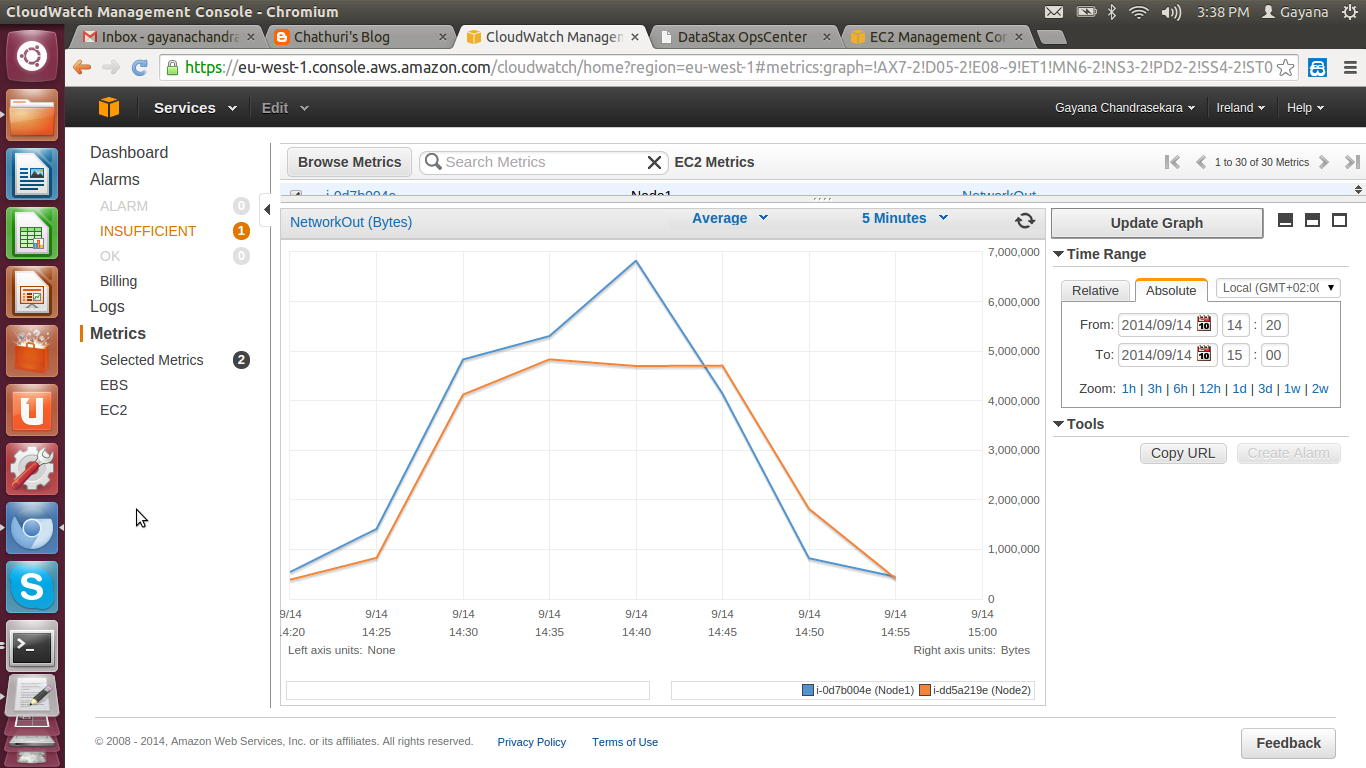 CloudWatch Management Console - Chromium
3:38 PM
Gayana
Inbox - gayanachandra
Chathuri's Blog
CloudWatch Managem
DataStax OpsCenter
EC2 Management Con
https://eu-west-1.console.aws.amazon.com/cloudwatch/home?region=eu-west-1#metrics:graph=!AX7-2!D05-2!E08~9!ET1!MN6-2!NS3-2!PD2-2!SS4-2!ST0
Services
Edit
Gayana Chandrasekara
Ireland
Help
Dashboard
Alarms
ALARM 0
INSUFFICIENT 1
OK 0
Billing
Logs
Metrics
Selected Metrics 2
EBS
EC2
Browse Metrics
Search Metrics
EC2 Metrics
1 to 30 of 30 Metrics
i-0d7b004e
Node1
NetworkOut
NetworkOut (Bytes)
Average
5 Minutes
Update Graph
7,000,000
6,000,000
5,000,000
4,000,000
3,000,000
2,000,000
1,000,000
0
9/14 9/14 9/14 9/14 9/14 9/14 9/14 9/14 9/14
14:20 14:25 14:30 14:35 14:40 14:45 14:50 14:55 15:00
Left axis units: None
Right axis units: Bytes
i-0d7b004e (Node1)
i-dd5a219e (Node2)
Time Range
Relative
Absolute
Local (GMT+02:00
From: 2014/09/14 10 14 : 20
To: 2014/09/14 10 15 : 00
Zoom: 1h | 3h | 6h | 12h | 1d | 3d | 1w | 2w
Tools
Copy URL
Create Alarm
© 2008 - 2014, Amazon Web Services, Inc. or its affiliates. All rights reserved.
Privacy Policy
Terms of Use
Feedback